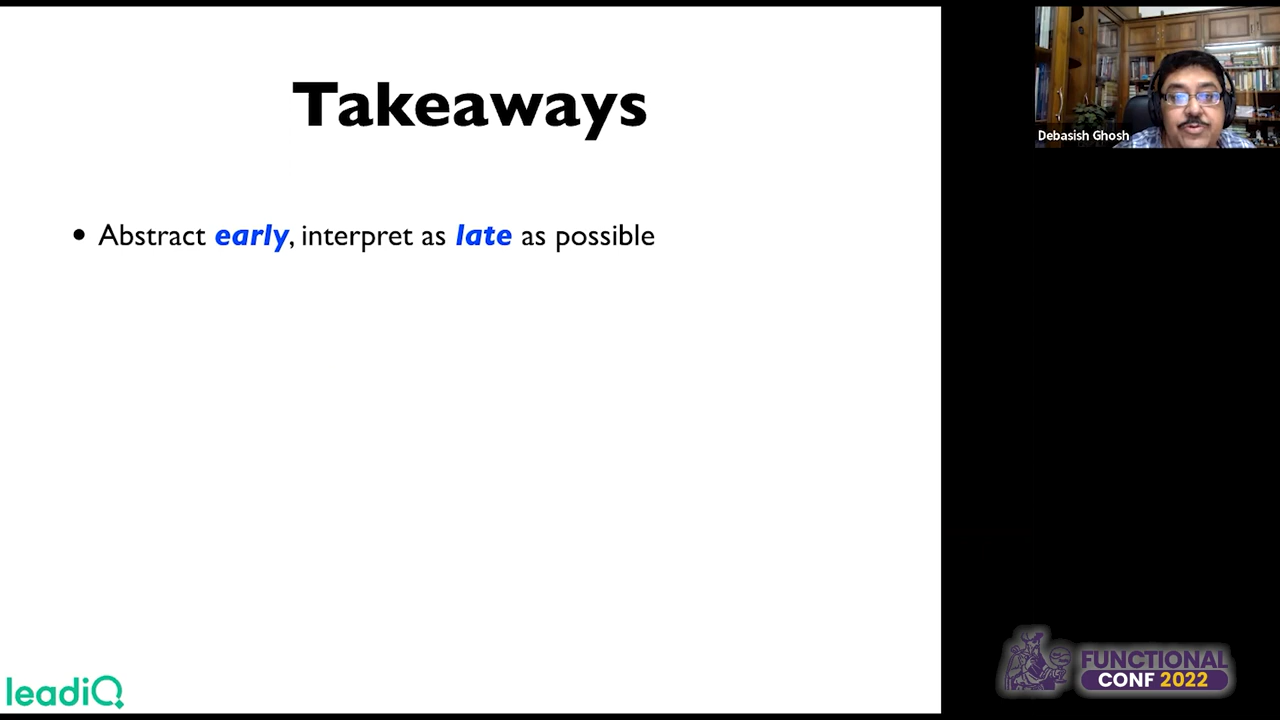 Takeaways
• Abstract early, interpret as late as possible
Debasish Ghosh
leadiQ
FUNCTIONAL
CONF 2022